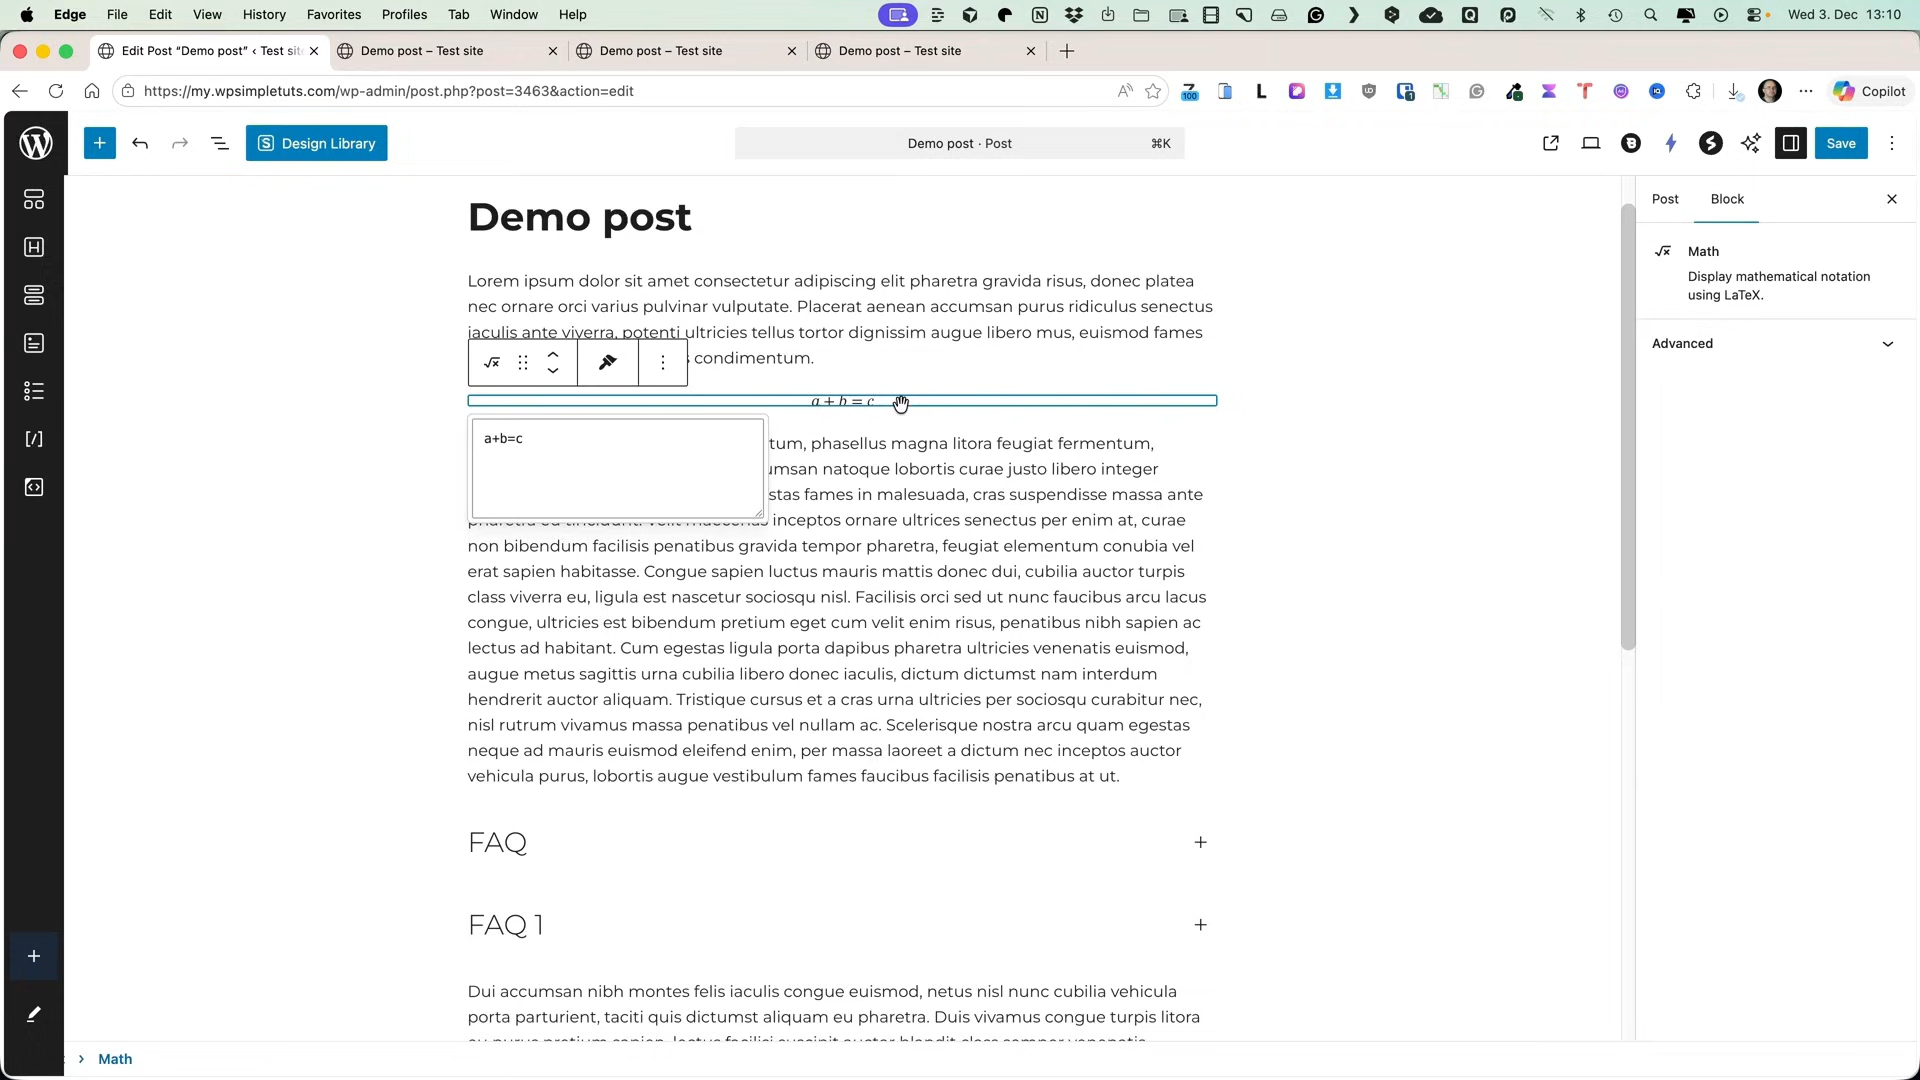 Edge File Edit View History Favorites Profiles Tab Window Help Wed 3. Dec 13:10
Edit Post “Demo post” ‹ Test sit Demo post – Test site Demo post – Test site Demo post – Test site
https://my.wpsimpletuts.com/wp-admin/post.php?post=3463&action=edit Copilot
Design Library Demo post · Post ⌘K Save
Post Block
Math
Display mathematical notation
using LaTeX.
Advanced
Demo post
Lorem ipsum dolor sit amet consectetur adipiscing elit pharetra gravida risus, donec platea
nec ornare orci varius pulvinar vulputate. Placerat aenean accumsan purus ridiculus senectus
iaculis ante viverra, potenti ultricies tellus tortor dignissim augue libero mus, euismod fames
condimentum.
a + b = c
a+b=c
tum, phasellus magna litora feugiat fermentum,
umsan natoque lobortis curae justo libero integer
stas fames in malesuada, cras suspendisse massa ante
inceptos ornare ultrices senectus per enim at, curae
non bibendum facilisis penatibus gravida tempor pharetra, feugiat elementum conubia vel
erat sapien habitasse. Congue sapien luctus mauris mattis donec dui, cubilia auctor turpis
class viverra eu, ligula est nascetur sociosqu nisl. Facilisis orci sed ut nunc faucibus arcu lacus
congue, ultricies est bibendum pretium eget cum velit enim risus, penatibus nibh sapien ac
lectus ad habitant. Cum egestas ligula porta dapibus pharetra ultricies venenatis euismod,
augue metus sagittis urna cubilia libero donec iaculis, dictum dictumst nam interdum
hendrerit auctor aliquam. Tristique cursus et a cras urna ultricies per sociosqu curabitur nec,
nisl rutrum vivamus massa penatibus vel nullam ac. Scelerisque nostra arcu quam egestas
neque ad mauris euismod eleifend enim, per massa laoreet a dictum nec inceptos auctor
vehicula purus, lobortis augue vestibulum fames faucibus facilisis penatibus at ut.
FAQ
FAQ 1
Dui accumsan nibh montes felis iaculis congue euismod, netus nisl nunc cubilia vehicula
porta parturient, taciti quis dictumst aliquam eu pharetra. Duis vivamus congue turpis litora
Math